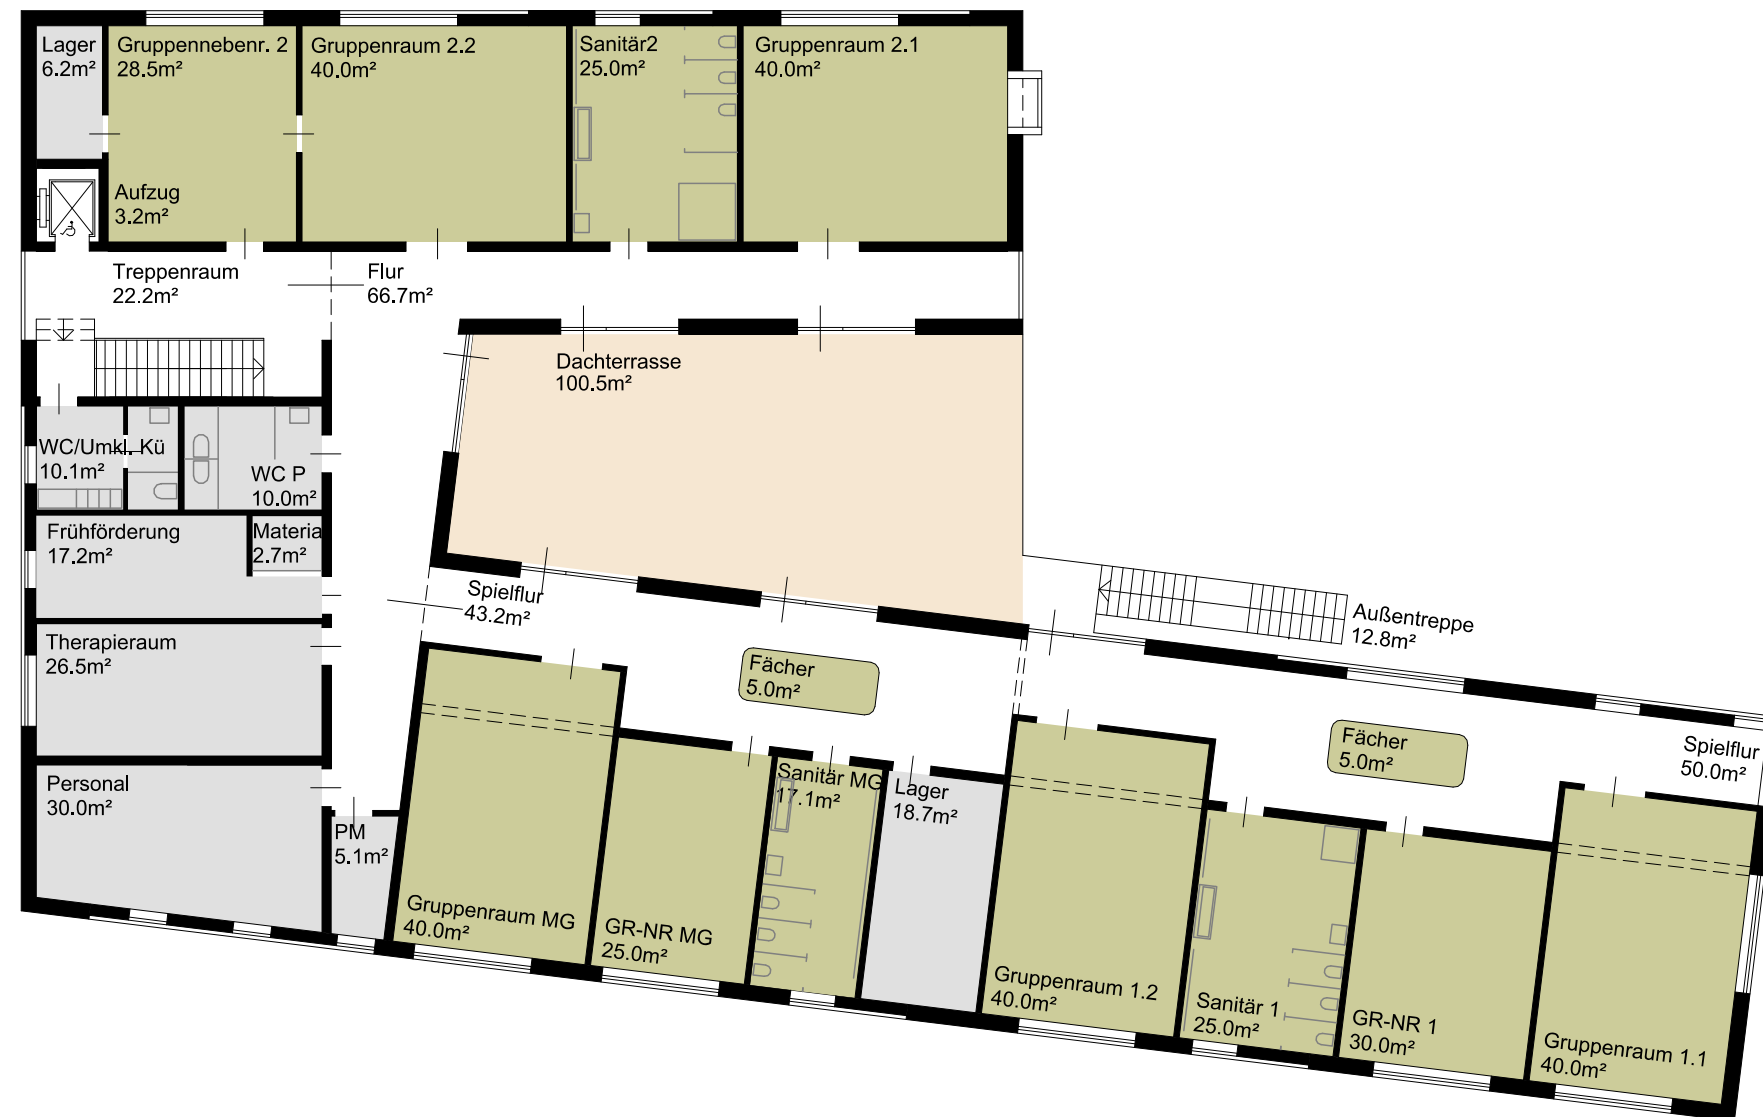 Lager
6.2m²
Gruppennebenr. 2
28.5m²
Gruppenraum 2.2
40.0m²
Sanitär2
25.0m²
Gruppenraum 2.1
40.0m²
Aufzug
3.2m²
Treppenraum
22.2m²
Flur
66.7m²
Dachterrasse
100.5m²
WC/Umkl. Kü
10.1m²
WC P
10.0m²
Frühförderung
17.2m²
Materia
2.7m²
Spielflur
43.2m²
Außentreppe
12.8m²
Therapieraum
26.5m²
Fächer
5.0m²
Fächer
5.0m²
Spielflur
50.0m²
Personal
30.0m²
PM
5.1m²
Sanitär MG
17.1m²
Lager
18.7m²
Gruppenraum MG
40.0m²
GR-NR MG
25.0m²
Gruppenraum 1.2
40.0m²
Sanitär 1
25.0m²
GR-NR 1
30.0m²
Gruppenraum 1.1
40.0m²